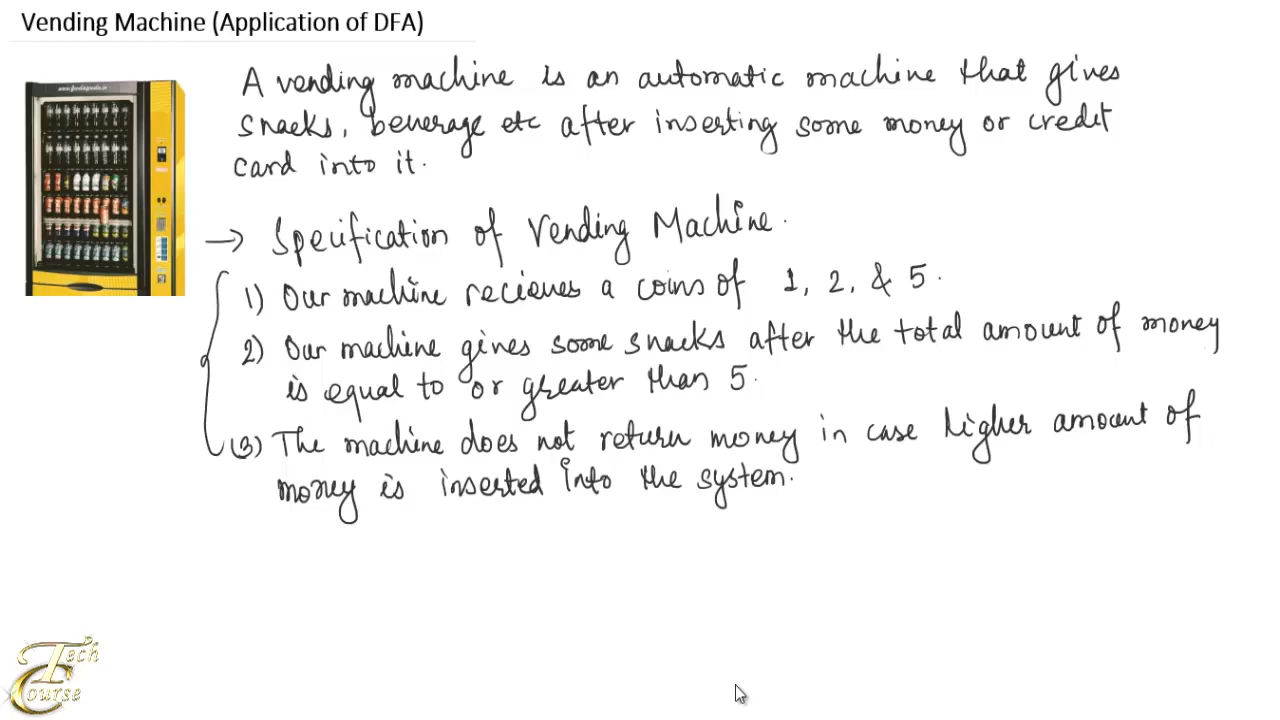 Vending Machine (Application of DFA)
A vending machine is an automatic machine that gives
snacks, beverage etc after inserting some money or credit
card into it.
→ Specification of Vending Machine.
1) Our machine recieves a coins of 1, 2, & 5.
2) Our machine gives some snacks after the total amount of money
is equal to or greater than 5.
(3) The machine does not return money in case higher amount of
money is inserted into the system.
Tech
Course